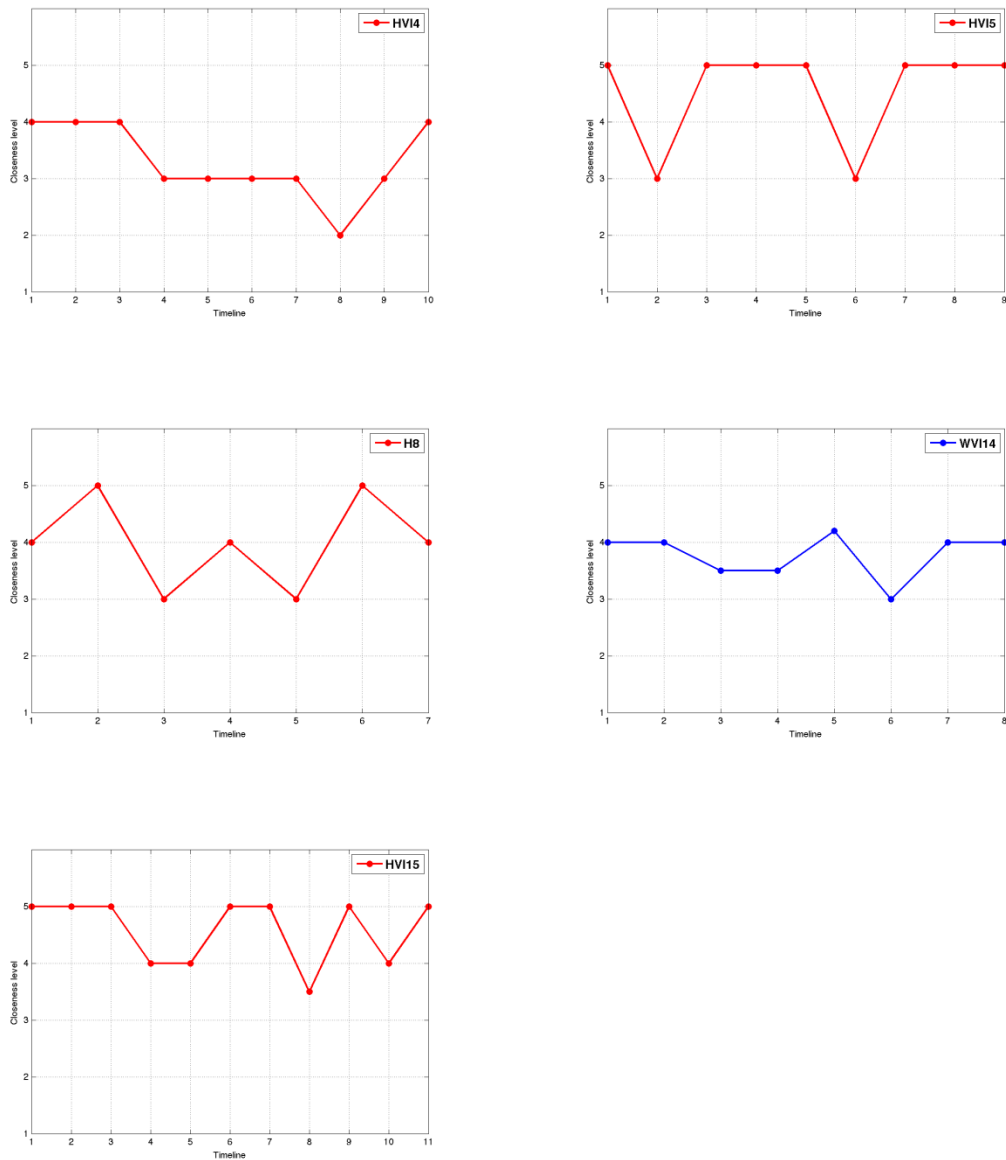 HVI4
5
4
3
2
1
Closeness level
1 2 3 4 5 6 7 8 9 10
Timeline
HVI5
5
4
3
2
1
Closeness level
1 2 3 4 5 6 7 8 9
Timeline
H8
5
4
3
2
1
Closeness level
1 2 3 4 5 6 7
Timeline
WVI14
5
4
3
2
1
Closeness level
1 2 3 4 5 6 7 8
Timeline
HVI15
5
4
3
2
1
Closeness level
1 2 3 4 5 6 7 8 9 10 11
Timeline